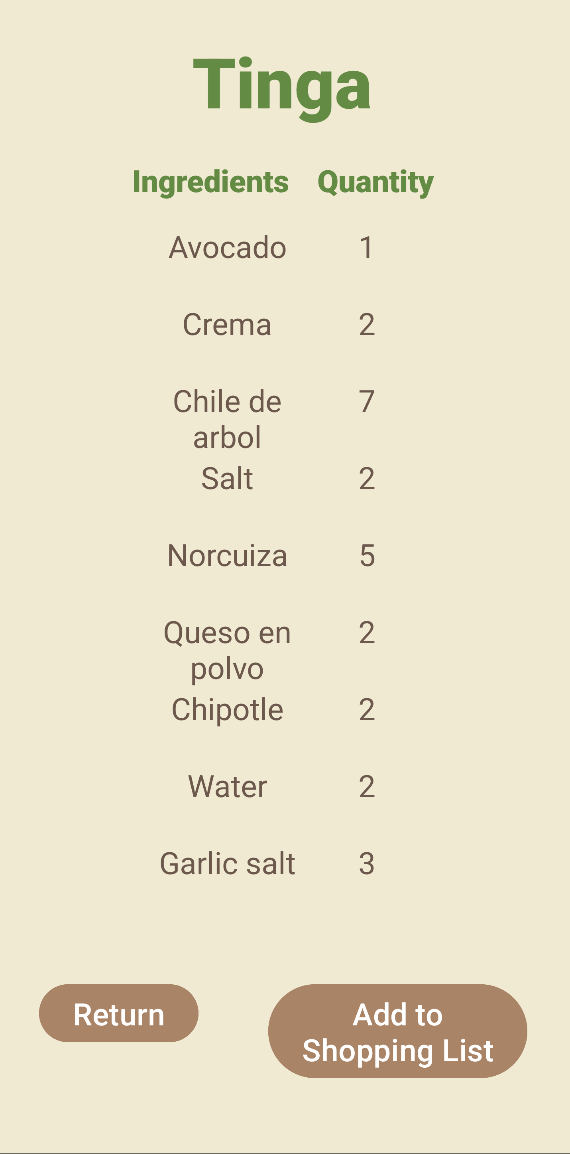 Tinga
Ingredients Quantity
Avocado 1
Crema 2
Chile de 7
arbol
Salt 2
Norcuiza 5
Queso en 2
polvo
Chipotle 2
Water 2
Garlic salt 3
Return
Add to
Shopping List